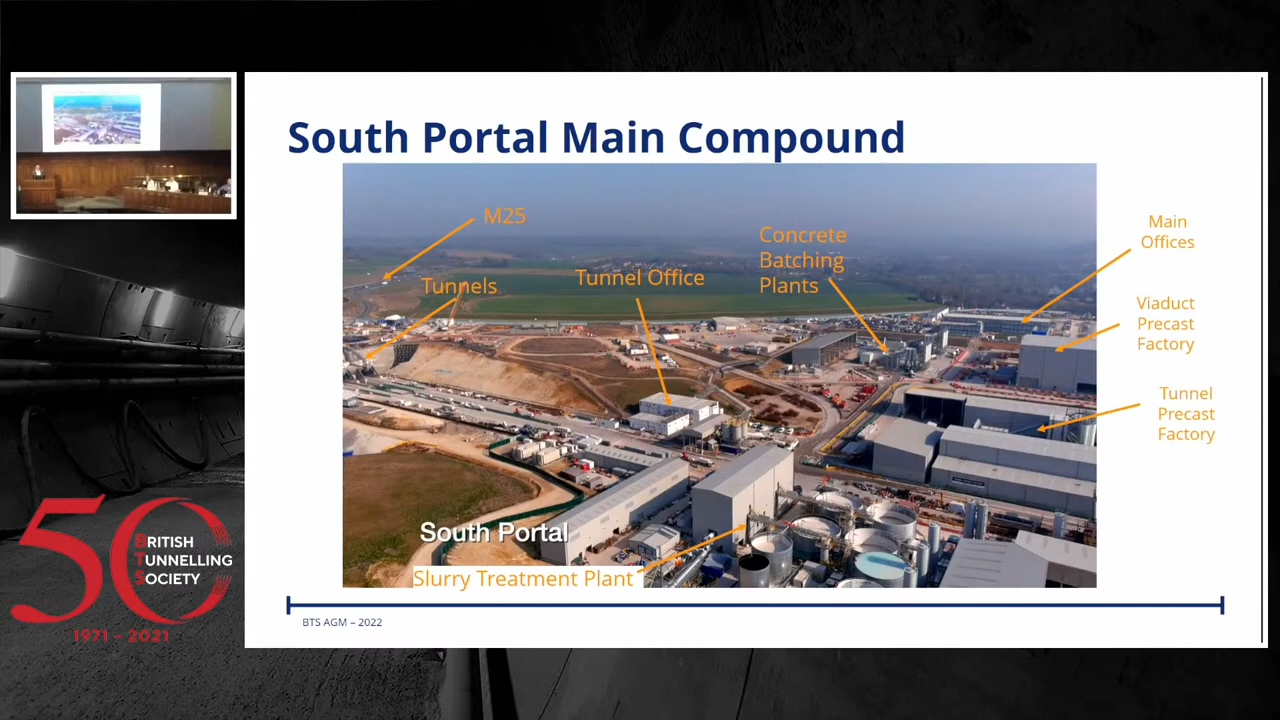 South Portal Main Compound
M25
Tunnels
Tunnel Office
Concrete
Batching
Plants
Main
Offices
Viaduct
Precast
Factory
Tunnel
Precast
Factory
South Portal
Slurry Treatment Plant
BTS AGM – 2022
50
BRITISH
TUNNELLING
SOCIETY
1971 - 2021